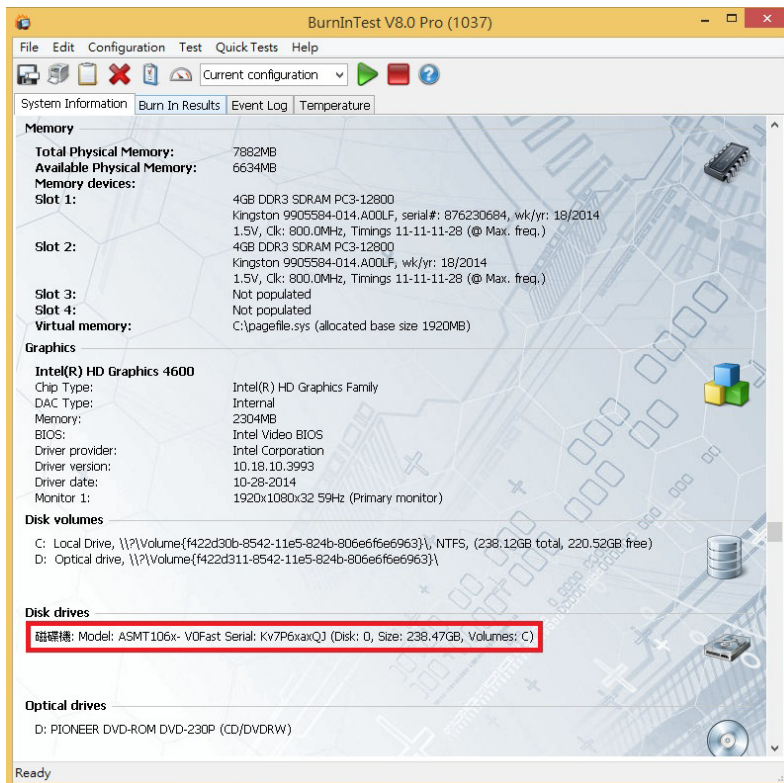 BurnInTest V8.0 Pro (1037)
File Edit Configuration Test Quick Tests Help
Current configuration
System Information Burn In Results Event Log Temperature
Memory
Total Physical Memory: 7882MB
Available Physical Memory: 6634MB
Memory devices:
Slot 1: 4GB DDR3 SDRAM PC3-12800
Kingston 9905584-014.A00LF, serial#: 876230684, wk/yr: 18/2014
1.5V, Clk: 800.0MHz, Timings 11-11-11-28 (@ Max. freq.)
Slot 2: 4GB DDR3 SDRAM PC3-12800
Kingston 9905584-014.A00LF, wk/yr: 18/2014
1.5V, Clk: 800.0MHz, Timings 11-11-11-28 (@ Max. freq.)
Slot 3: Not populated
Slot 4: Not populated
Virtual memory: C:\pagefile.sys (allocated base size 1920MB)
Graphics
Intel(R) HD Graphics 4600
Chip Type: Intel(R) HD Graphics Family
DAC Type: Internal
Memory: 2304MB
BIOS: Intel Video BIOS
Driver provider: Intel Corporation
Driver version: 10.18.10.3993
Driver date: 10-28-2014
Monitor 1: 1920x1080x32 59Hz (Primary monitor)
Disk volumes
C: Local Drive, \\?\Volume{f422d30b-8542-11e5-824b-806e6f6e6963}\, NTFS, (238.12GB total, 220.52GB free)
D: Optical drive, \\?\Volume{f422d311-8542-11e5-824b-806e6f6e6963}\
Disk drives
磁碟機: Model: ASMT106x- V0Fast Serial: Kv7P6xaxQJ (Disk: 0, Size: 238.47GB, Volumes: C)
Optical drives
D: PIONEER DVD-ROM DVD-230P (CD/DVDRW)
Ready